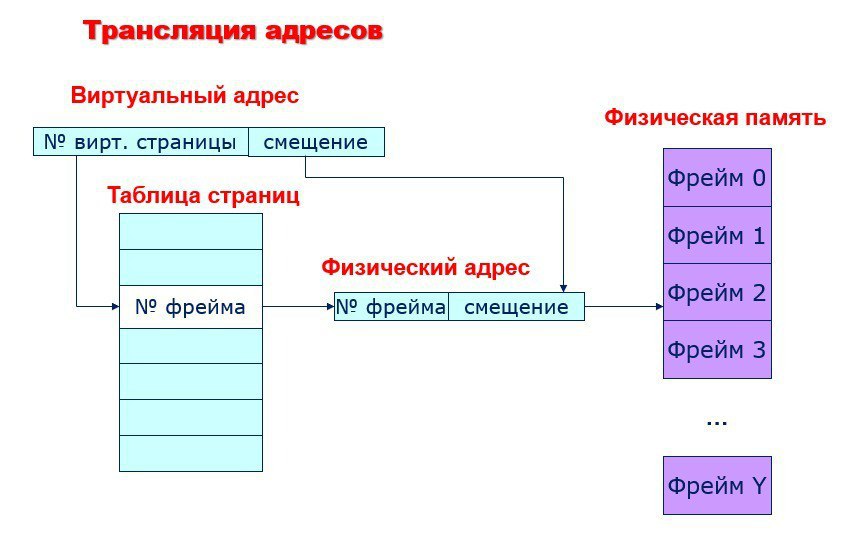 Трансляция адресов
Виртуальный адрес
№ вирт. страницы
смещение
Физическая память
Таблица страниц
№ фрейма
Физический адрес
№ фрейма
смещение
Фрейм 0
Фрейм 1
Фрейм 2
Фрейм 3
...
Фрейм Y